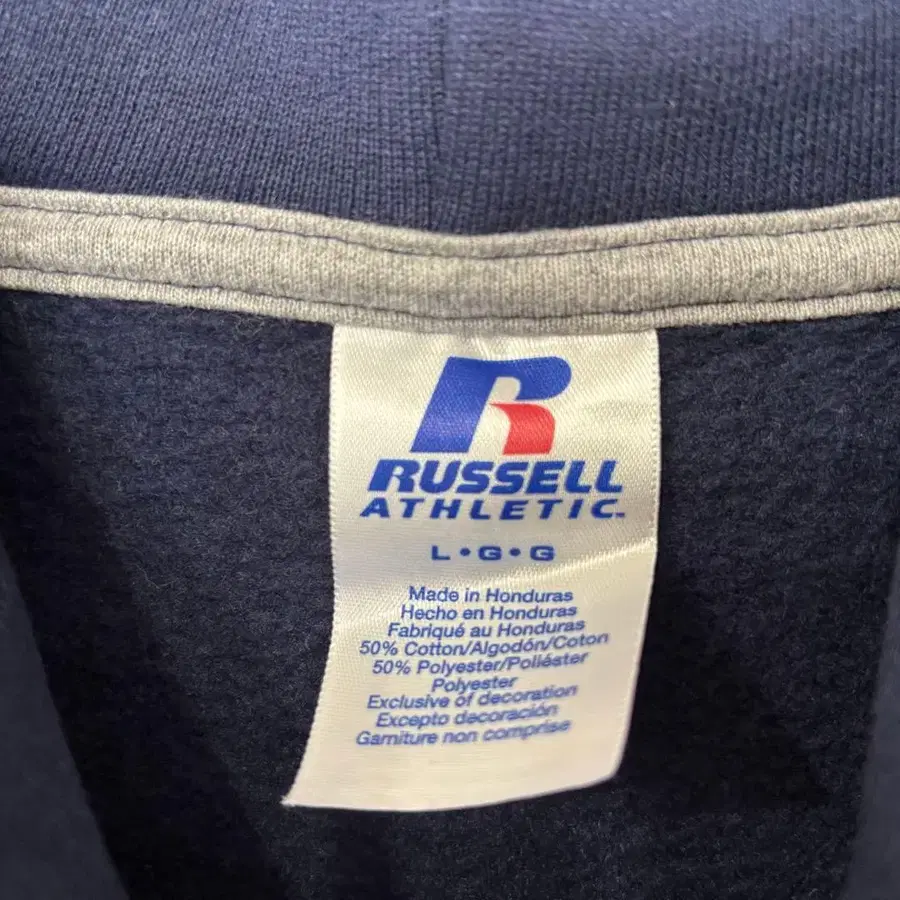 RUSSELL
ATHLETIC™
L•G•G
Made in Honduras
Hecho en Honduras
Fabriqué au Honduras
50% Cotton/Algodón/Coton
50% Polyester/Poliéster
Polyester
Exclusive of decoration
Excepto decoración
Garniture non comprise